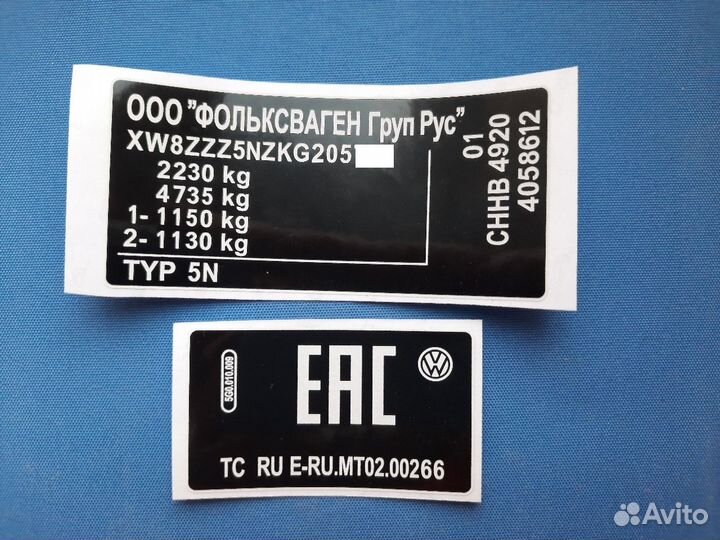 ООО "ФОЛЬКСВАГЕН Груп Рус"
XW8ZZZ5NZKG205
2230 kg
4735 kg
1- 1150 kg
2- 1130 kg
TYP 5N
01
CHHB 4920
4058612
5G0.010.009
EAC
TC RU E-RU.MT02.00266
Avito